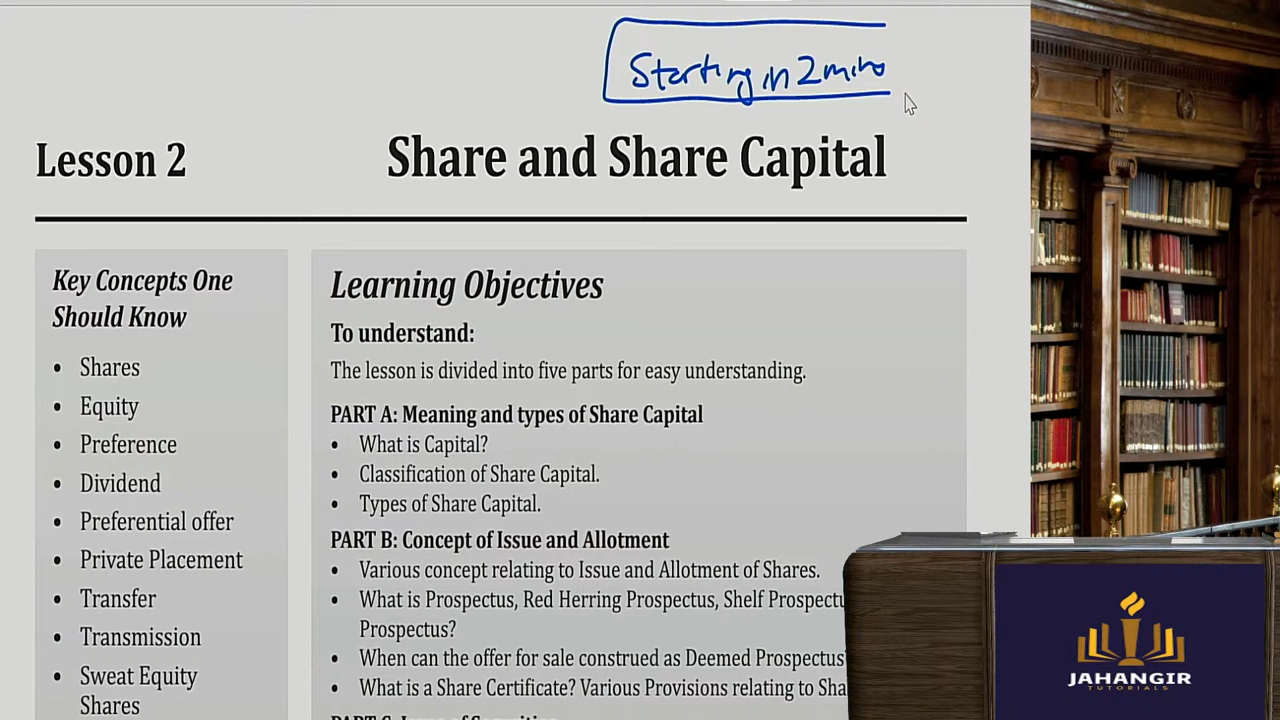 Starting in 2 mins
Lesson 2
Share and Share Capital
Key Concepts One
Should Know
• Shares
• Equity
• Preference
• Dividend
• Preferential offer
• Private Placement
• Transfer
• Transmission
• Sweat Equity
Shares
Learning Objectives
To understand:
The lesson is divided into five parts for easy understanding.
PART A: Meaning and types of Share Capital
• What is Capital?
• Classification of Share Capital.
• Types of Share Capital.
PART B: Concept of Issue and Allotment
• Various concept relating to Issue and Allotment of Shares.
• What is Prospectus, Red Herring Prospectus, Shelf Prospectu
Prospectus?
• When can the offer for sale construed as Deemed Prospectus
• What is a Share Certificate? Various Provisions relating to Sha
JAHANGIR
TUTORIALS